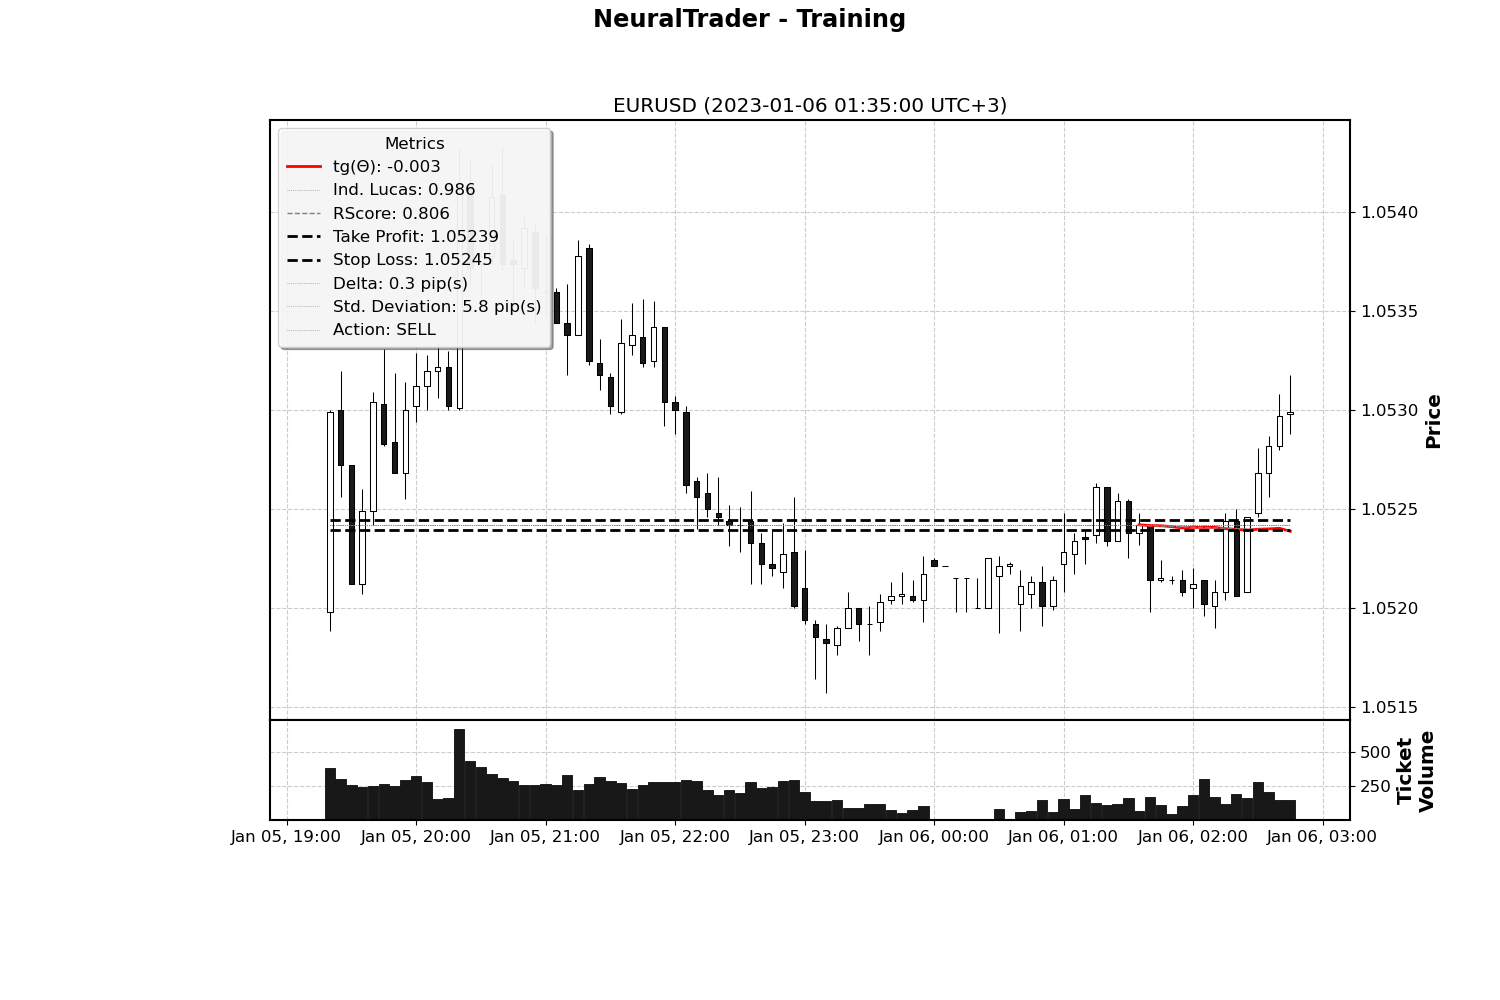 NeuralTrader - Training
EURUSD (2023-01-06 01:35:00 UTC+3)
Metrics
tg(Θ): -0.003
Ind. Lucas: 0.986
RScore: 0.806
Take Profit: 1.05239
Stop Loss: 1.05245
Delta: 0.3 pip(s)
Std. Deviation: 5.8 pip(s)
Action: SELL
1.0540
1.0535
1.0530
1.0525
1.0520
1.0515
Price
500
250
Ticket
Volume
Jan 05, 19:00
Jan 05, 20:00
Jan 05, 21:00
Jan 05, 22:00
Jan 05, 23:00
Jan 06, 00:00
Jan 06, 01:00
Jan 06, 02:00
Jan 06, 03:00